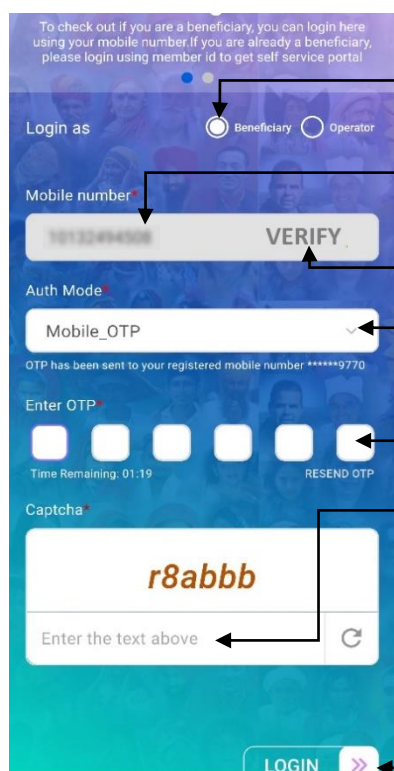 To check out if you are a beneficiary, you can login here
using your mobile number.If you are already a beneficiary,
please login using member id to get self service portal
Login as Beneficiary Operator
Mobile number*
VERIFY
Auth Mode*
Mobile_OTP
OTP has been sent to your registered mobile number ******9770
Enter OTP*
Time Remaining: 01:19 RESEND OTP
Captcha*
r8abbb
Enter the text above
LOGIN